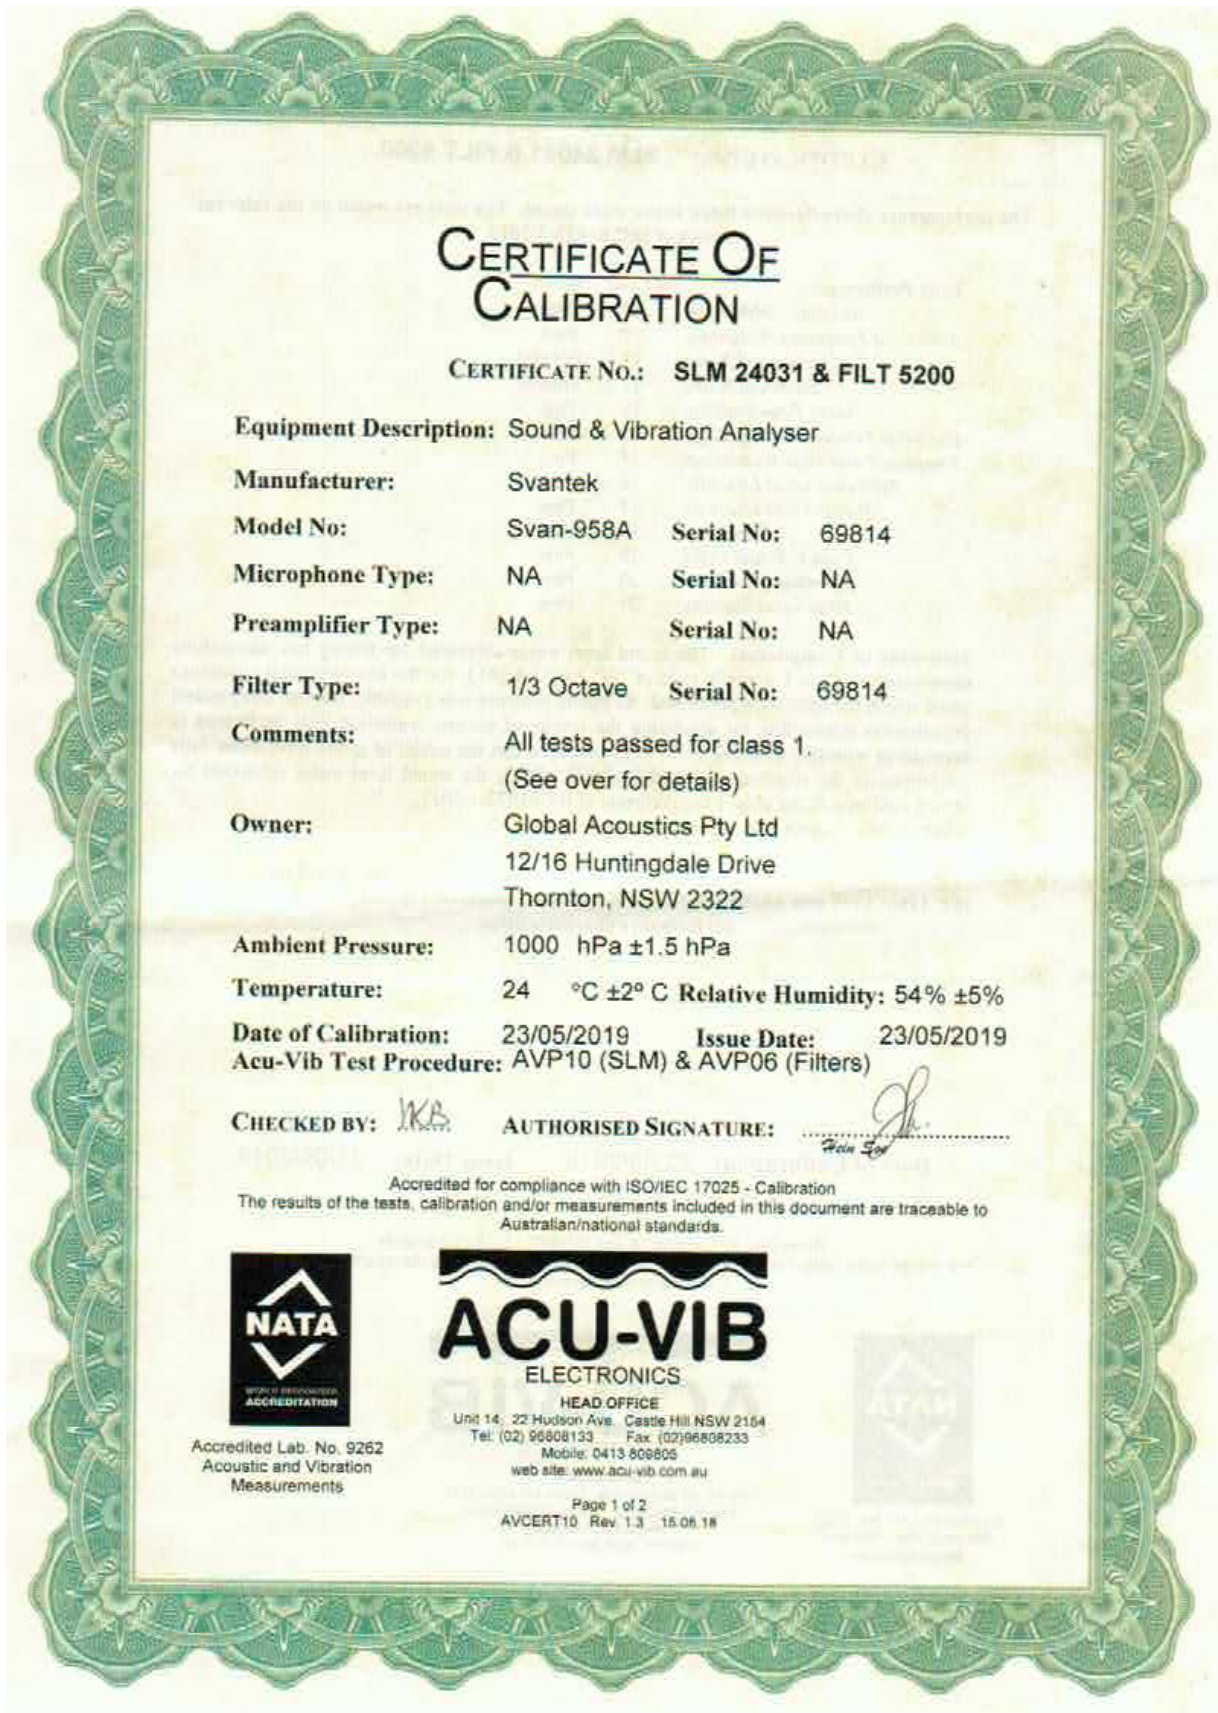 CERTIFICATE OF
CALIBRATION
CERTIFICATE NO.: SLM 24031 & FILT 5200
Equipment Description: Sound & Vibration Analyser
Manufacturer: Svantek
Model No: Svan-958A Serial No: 69814
Microphone Type: NA Serial No: NA
Preamplifier Type: NA Serial No: NA
Filter Type: 1/3 Octave Serial No: 69814
Comments: All tests passed for class 1.
(See over for details)
Owner: Global Acoustics Pty Ltd
12/16 Huntingdale Drive
Thornton, NSW 2322
Ambient Pressure: 1000 hPa ±1.5 hPa
Temperature: 24 °C ±2° C Relative Humidity: 54% ±5%
Date of Calibration: 23/05/2019 Issue Date: 23/05/2019
Acu-Vib Test Procedure: AVP10 (SLM) & AVP06 (Filters)
CHECKED BY: AUTHORISED SIGNATURE:
Hein Soe
Accredited for compliance with ISO/IEC 17025 - Calibration
The results of the tests, calibration and/or measurements included in this document are traceable to
Australian/national standards.
NATA
WORLD RECOGNISED
ACCREDITATION
Accredited Lab. No. 9262
Acoustic and Vibration
Measurements
ACU-VIB
ELECTRONICS
HEAD OFFICE
Unit 14, 22 Hudson Ave. Castle Hill NSW 2154
Tel: (02) 96808133 Fax: (02)96808233
Mobile: 0413 809806
web site: www.acu-vib.com.au
Page 1 of 2
AVCERT10 Rev. 1.3 15.05.18